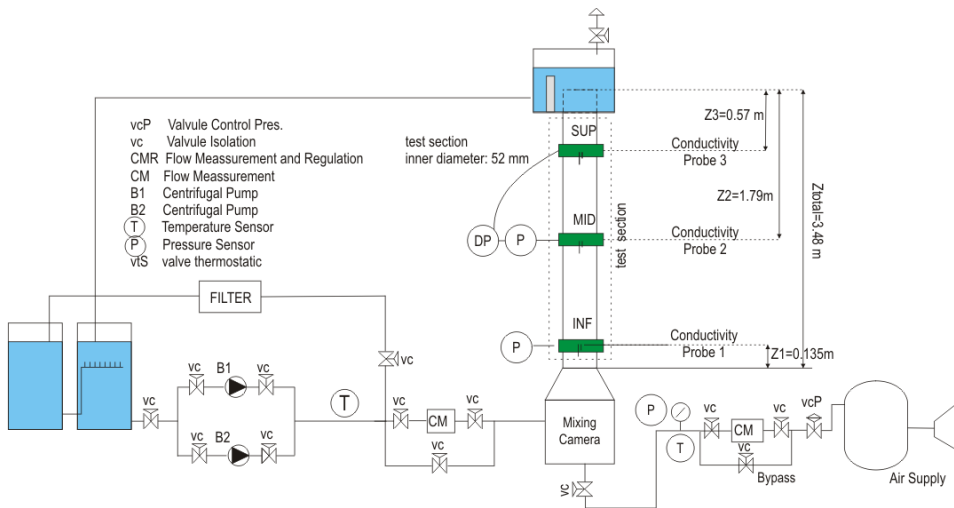 SUP
Z3=0.57 m
vcP Valvule Control Pres.
vc Valvule Isolation
CMR Flow Meassurement and Regulation
CM Flow Meassurement
B1 Centrifugal Pump
B2 Centrifugal Pump
T Temperature Sensor
P Pressure Sensor
vtS valve thermostatic
test section
inner diameter: 52 mm
Conductivity
Probe 3
Z2=1.79m
Ztotal=3.48 m
DP
P
MID
test section
Conductivity
Probe 2
FILTER
INF
P
Conductivity
Probe 1
Z1=0.135m
vc
vc
B1
vc
vc
vc
B2
vc
T
vc
CM
vc
vc
Mixing
Camera
vc
P
T
vc
CM
vc
vcP
vc
Bypass
Air Supply